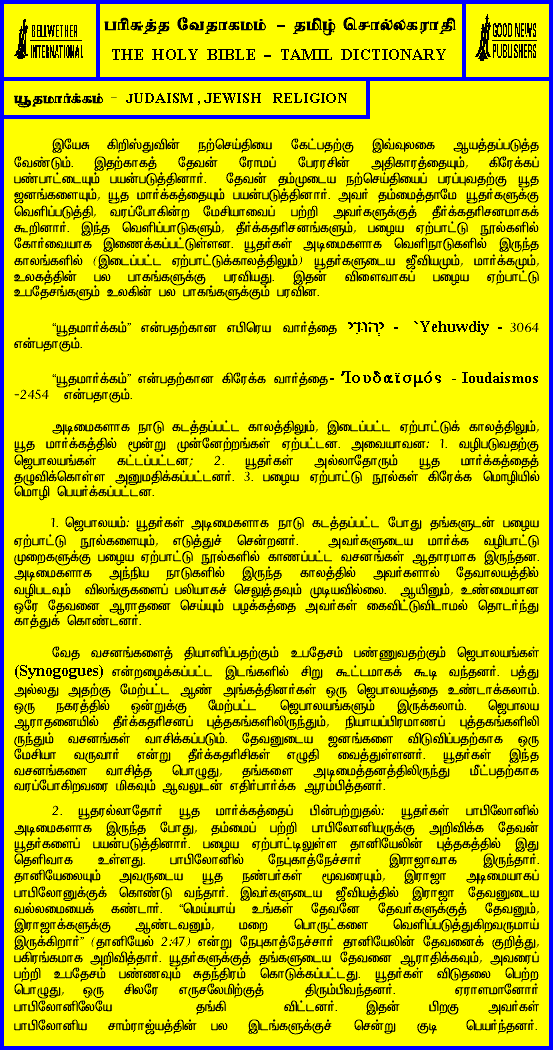 BELLWETHER
INTERNATIONAL
பரிசுத்த வேதாகமம் - தமிழ் சொல்லகராதி
THE HOLY BIBLE - TAMIL DICTIONARY
GOOD NEWS
PUBLISHERS
யூதமார்க்கம் - JUDAISM , JEWISH RELIGION
இயேசு கிறிஸ்துவின் நற்செய்தியை கேட்பதற்கு இவ்வுலகை ஆயத்தப்படுத்த
வேண்டும். இதற்காகத் தேவன் ரோமப் பேரரசின் அதிகாரத்தையும், கிரேக்கப்
பண்பாட்டையும் பயன்படுத்தினார். தேவன் தம்முடைய நற்செய்தியைப் பரப்புவதற்கு யூத
ஜனங்களையும், யூத மார்க்கத்தையும் பயன்படுத்தினார். அவர் தம்மைத்தாமே யூதர்களுக்கு
வெளிப்படுத்தி, வரப்போகின்ற மேசியாவைப் பற்றி அவர்களுக்குத் தீர்க்கதரிசனமாகக்
கூறினார். இந்த வெளிப்பாடுகளும், தீர்க்கதரிசனங்களும், பழைய ஏற்பாட்டு நூல்களில்
கோர்வையாக இணைக்கப்பட்டுள்ளன. யூதர்கள் அடிமைகளாக வெளிநாடுகளில் இருந்த
காலங்களில் (இடைப்பட்ட ஏற்பாட்டுக்காலத்திலும்) யூதர்களுடைய ஜீவியமும், மார்க்கமும்,
உலகத்தின் பல பாகங்களுக்கு பரவியது. இதன் விளைவாகப் பழைய ஏற்பாட்டு
உபதேசங்களும் உலகின் பல பாகங்களுக்கும் பரவின.
“யூதமார்க்கம்” என்பதற்கான எபிரெய வார்த்தை יְהוּדִי - `Yehuwdiy - 3064
என்பதாகும்.
“யூதமார்க்கம்” என்பதற்கான கிரேக்க வார்த்தை- Ἰουδαϊσμός - Ioudaismos
-2454 என்பதாகும்.
அடிமைகளாக நாடு கடத்தப்பட்ட காலத்திலும், இடைப்பட்ட ஏற்பாட்டுக் காலத்திலும்,
யூத மார்க்கத்தில் மூன்று முன்னேற்றங்கள் ஏற்பட்டன. அவையாவன: 1. வழிபடுவதற்கு
ஜெபாலயங்கள் கட்டப்பட்டன; 2. யூதர்கள் அல்லாதோரும் யூத மார்க்கத்தைத்
தழுவிக்கொள்ள அனுமதிக்கப்பட்டனர். 3. பழைய ஏற்பாட்டு நூல்கள் கிரேக்க மொழியில்
மொழி பெயர்க்கப்பட்டன.
1. ஜெபாலயம்: யூதர்கள் அடிமைகளாக நாடு கடத்தப்பட்ட போது தங்களுடன் பழைய
ஏற்பாட்டு நூல்களையும், எடுத்துச் சென்றனர். அவர்களுடைய மார்க்க வழிபாட்டு
முறைகளுக்கு பழைய ஏற்பாட்டு நூல்களில் காணப்பட்ட வசனங்கள் ஆதாரமாக இருந்தன.
அடிமைகளாக அந்நிய நாடுகளில் இருந்த காலத்தில் அவர்களால் தேவாலயத்தில்
வழிபடவும் விலங்குகளைப் பலியாகச் செலுத்தவும் முடியவில்லை. ஆயினும், உண்மையான
ஒரே தேவனை ஆராதனை செய்யும் பழக்கத்தை அவர்கள் கைவிட்டுவிடாமல் தொடர்ந்து
காத்துக் கொண்டனர்.
வேத வசனங்களைத் தியானிப்பதற்கும் உபதேசம் பண்ணுவதற்கும் ஜெபாலயங்கள்
(Synogogues) என்றழைக்கப்பட்ட இடங்களில் சிறு கூட்டமாகக் கூடி வந்தனர். பத்து
அல்லது அதற்கு மேற்பட்ட ஆண் அங்கத்தினர்கள் ஒரு ஜெபாலயத்தை உண்டாக்கலாம்.
ஒரு நகரத்தில் ஒன்றுக்கு மேற்பட்ட ஜெபாலயங்களும் இருக்கலாம். ஜெபாலய
ஆராதனையில் தீர்க்கதரிசனப் புத்தகங்களிலிருந்தும், நியாயப்பிரமாணப் புத்தகங்களிலி
ருந்தும் வசனங்கள் வாசிக்கப்படும். தேவனுடைய ஜனங்களை விடுவிப்பதற்காக ஒரு
மேசியா வருவார் என்று தீர்க்கதரிசிகள் எழுதி வைத்துள்ளனர். யூதர்கள் இந்த
வசனங்களை வாசித்த பொழுது, தங்களை அடிமைத்தனத்திலிருந்து மீட்பதற்காக
வரப்போகிறவரை மிகவும் ஆவலுடன் எதிர்பார்க்க ஆரம்பித்தனர்.
2. யூதரல்லாதோர் யூத மார்க்கத்தைப் பின்பற்றுதல்: யூதர்கள் பாபிலோனில்
அடிமைகளாக இருந்த போது, தம்மைப் பற்றி பாபிலோனியருக்கு அறிவிக்க தேவன்
யூதர்களைப் பயன்படுத்தினார். பழைய ஏற்பாட்டிலுள்ள தானியேலின் புத்தகத்தில் இது
தெளிவாக உள்ளது. பாபிலோனில் நேபுகாத்நேச்சார் இராஜாவாக இருந்தார்.
தானியேலையும் அவருடைய யூத நண்பர்கள் மூவரையும், இராஜா அடிமையாகப்
பாபிலோனுக்குக் கொண்டு வந்தார். இவர்களுடைய ஜீவியத்தில் இராஜா தேவனுடைய
வல்லமையைக் கண்டார். “மெய்யாய் உங்கள் தேவனே தேவர்களுக்குத் தேவனும்,
இராஜாக்களுக்கு ஆண்டவனும், மறை பொருட்களை வெளிப்படுத்துகிறவருமாய்
இருக்கிறார்” (தானியேல் 2:47) என்று நேபுகாத்நேச்சார் தானியேலின் தேவனைக் குறித்து,
பகிரங்கமாக அறிவித்தார். யூதர்களுக்குத் தங்களுடைய தேவனை ஆராதிக்கவும், அவரைப்
பற்றி உபதேசம் பண்ணவும் சுதந்திரம் கொடுக்கப்பட்டது. யூதர்கள் விடுதலை பெற்ற
பொழுது, ஒரு சிலரே எருசலேமிற்குத் திரும்பிவந்தனர். ஏராளமானோர்
பாபிலோனிலேயே தங்கி விட்டனர். இதன் பிறகு அவர்கள்
பாபிலோனிய சாம்ராஜ்யத்தின் பல இடங்களுக்குச் சென்று குடி பெயர்ந்தனர்.